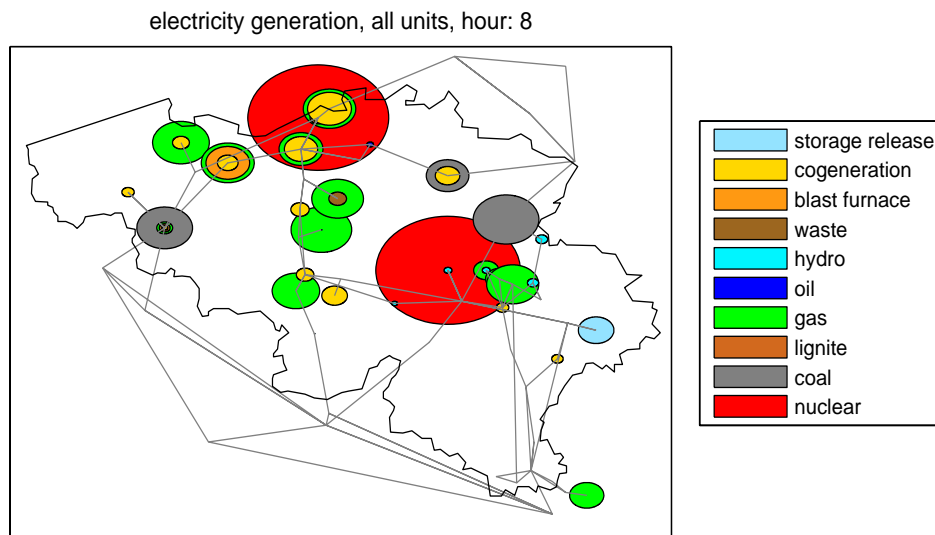 electricity generation, all units, hour: 8
storage release
cogeneration
blast furnace
waste
hydro
oil
gas
lignite
coal
nuclear